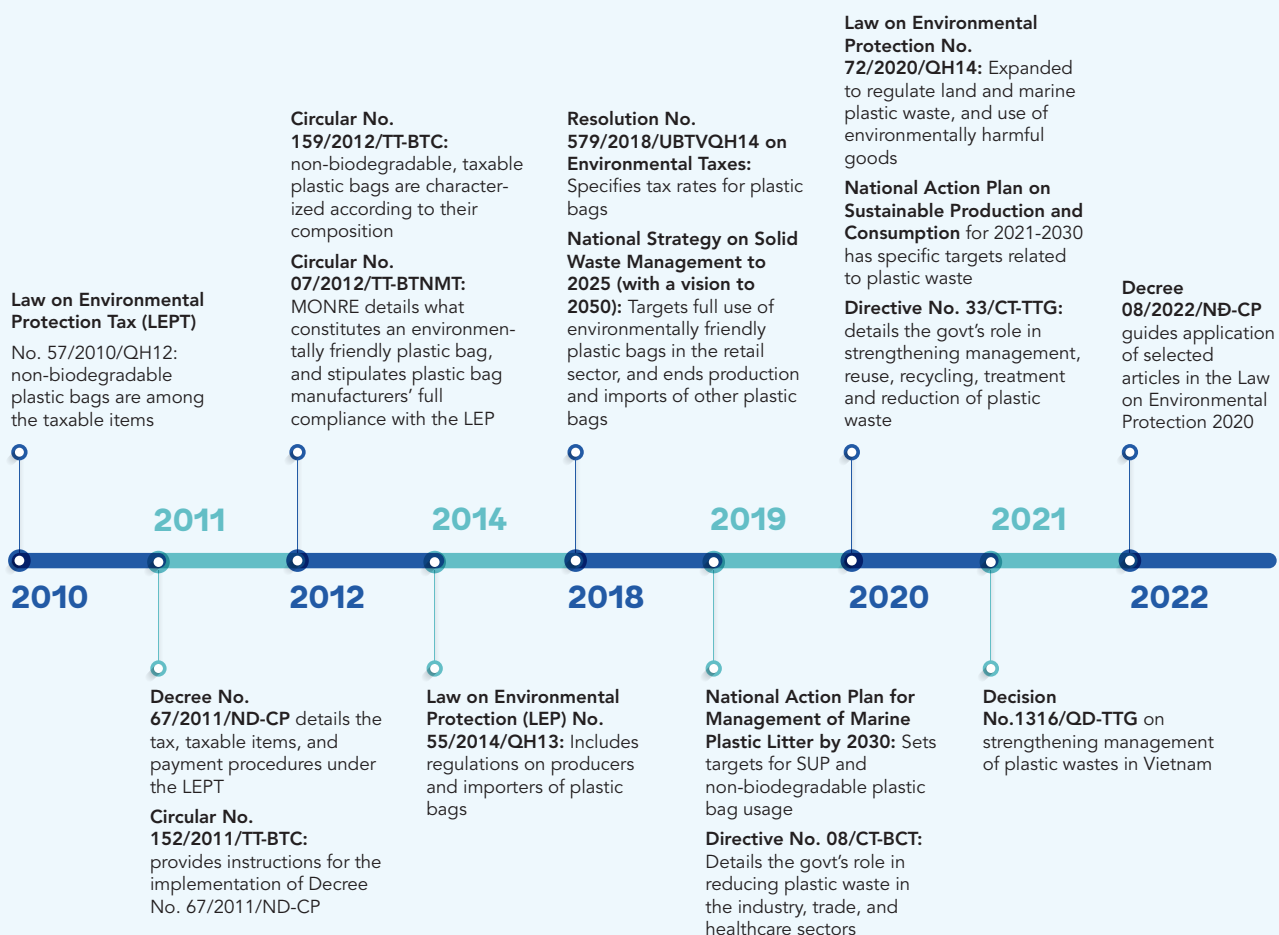 Law on Environmental
Protection Tax (LEPT)
No. 57/2010/QH12:
non-biodegradable
plastic bags are among
the taxable items
Circular No.
159/2012/TT-BTC:
non-biodegradable, taxable
plastic bags are character-
ized according to their
composition
Circular No.
07/2012/TT-BTNMT:
MONRE details what
constitutes an environmen-
tally friendly plastic bag,
and stipulates plastic bag
manufacturers' full
compliance with the LEP
Resolution No.
579/2018/UBTVQH14 on
Environmental Taxes:
Specifies tax rates for plastic
bags
National Strategy on Solid
Waste Management to
2025 (with a vision to
2050): Targets full use of
environmentally friendly
plastic bags in the retail
sector, and ends production
and imports of other plastic
bags
Law on Environmental
Protection No.
72/2020/QH14: Expanded
to regulate land and marine
plastic waste, and use of
environmentally harmful
goods
National Action Plan on
Sustainable Production and
Consumption for 2021-2030
has specific targets related
to plastic waste
Directive No. 33/CT-TTG:
details the govt's role in
strengthening management,
reuse, recycling, treatment
and reduction of plastic
waste
Decree
08/2022/NĐ-CP
guides application
of selected
articles in the Law
on Environmental
Protection 2020
2011
2014
2019
2021
2010
2012
2018
2020
2022
Decree No.
67/2011/ND-CP details the
tax, taxable items, and
payment procedures under
the LEPT
Circular No.
152/2011/TT-BTC:
provides instructions for the
implementation of Decree
No. 67/2011/ND-CP
Law on Environmental
Protection (LEP) No.
55/2014/QH13: Includes
regulations on producers
and importers of plastic
bags
National Action Plan for
Management of Marine
Plastic Litter by 2030: Sets
targets for SUP and
non-biodegradable plastic
bag usage
Directive No. 08/CT-BCT:
Details the govt's role in
reducing plastic waste in
the industry, trade, and
healthcare sectors
Decision
No.1316/QD-TTG on
strengthening management
of plastic wastes in Vietnam